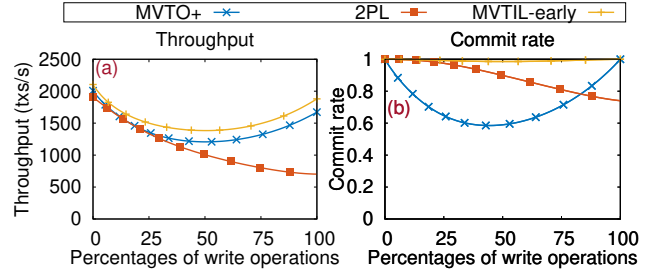 MVTO+ 2PL MVTIL-early
Throughput
Commit rate
(a)
Throughput (txs/s)
2500
2000
1500
1000
500
0
0 25 50 75 100
Percentages of write operations
(b)
Commit rate
1
0.8
0.6
0.4
0.2
0
0 25 50 75 100
Percentages of write operations